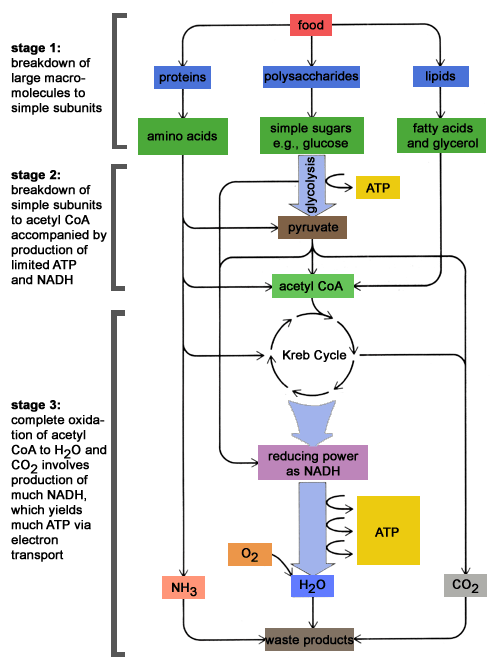 food
stage 1:
breakdown of
large macro-
molecules to
simple subunits
proteins
polysaccharides
lipids
amino acids
simple sugars
e.g., glucose
fatty acids
and glycerol
stage 2:
breakdown of
simple subunits
to acetyl CoA
accompanied by
production of
limited ATP
and NADH
glycolysis
ATP
pyruvate
acetyl CoA
Kreb Cycle
stage 3:
complete oxida-
tion of acetyl
CoA to H2O and
CO2 involves
production of
much NADH,
which yields
much ATP via
electron
transport
reducing power
as NADH
ATP
O2
NH3
H2O
CO2
waste products